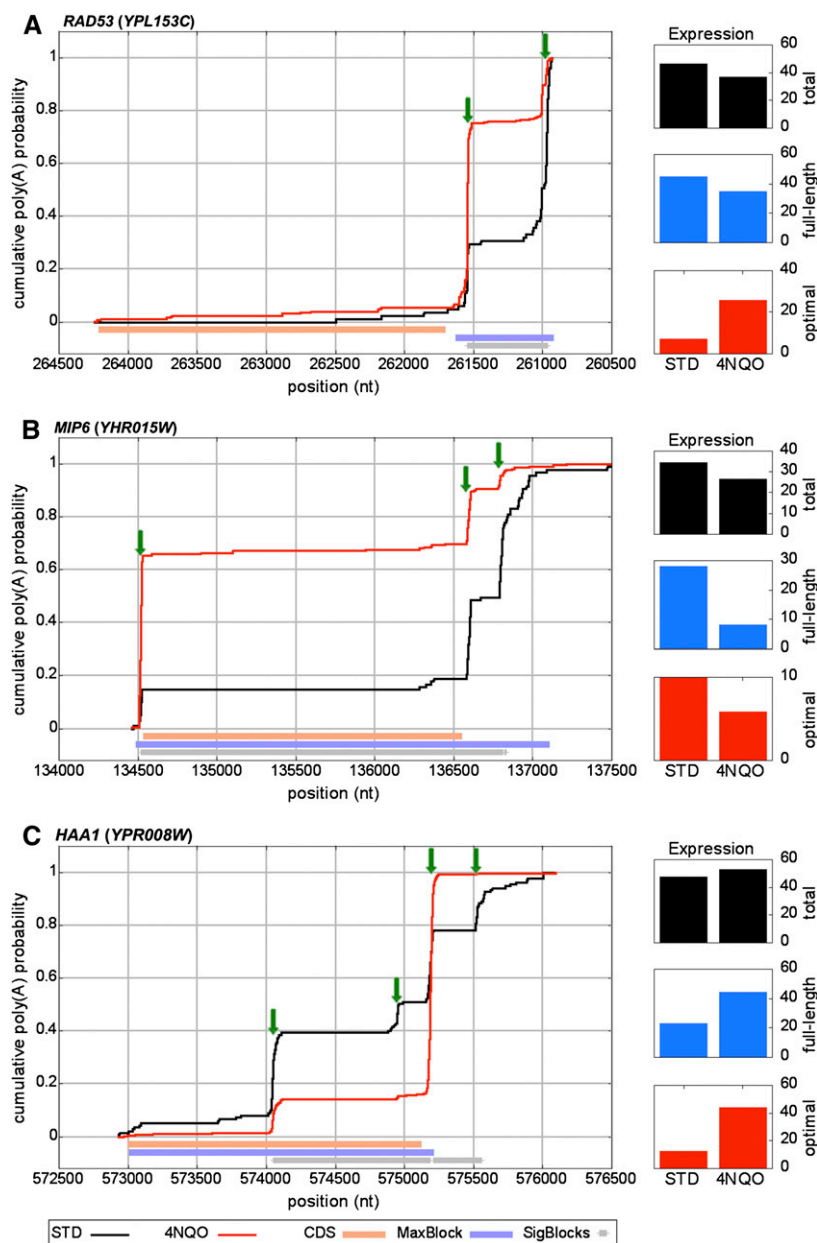 A RAD53 (YPL153C)
cumulative poly(A) probability
1
0.8
0.6
0.4
0.2
0
264500 264000 263500 263000 262500 262000 261500 261000 260500
position (nt)
Expression
60
40
20
0
total
60
40
20
0
full-length
40
20
0
optimal
STD 4NQO
B MIP6 (YHR015W)
cumulative poly(A) probability
1
0.8
0.6
0.4
0.2
0
134000 134500 135000 135500 136000 136500 137000 137500
position (nt)
Expression
40
30
20
10
0
total
30
20
10
0
full-length
10
0
optimal
STD 4NQO
C HAA1 (YPR008W)
cumulative poly(A) probability
1
0.8
0.6
0.4
0.2
0
572500 573000 573500 574000 574500 575000 575500 576000 576500
position (nt)
Expression
60
40
20
0
total
60
40
20
0
full-length
60
40
20
0
optimal
STD 4NQO
STD 4NQO CDS MaxBlock SigBlocks